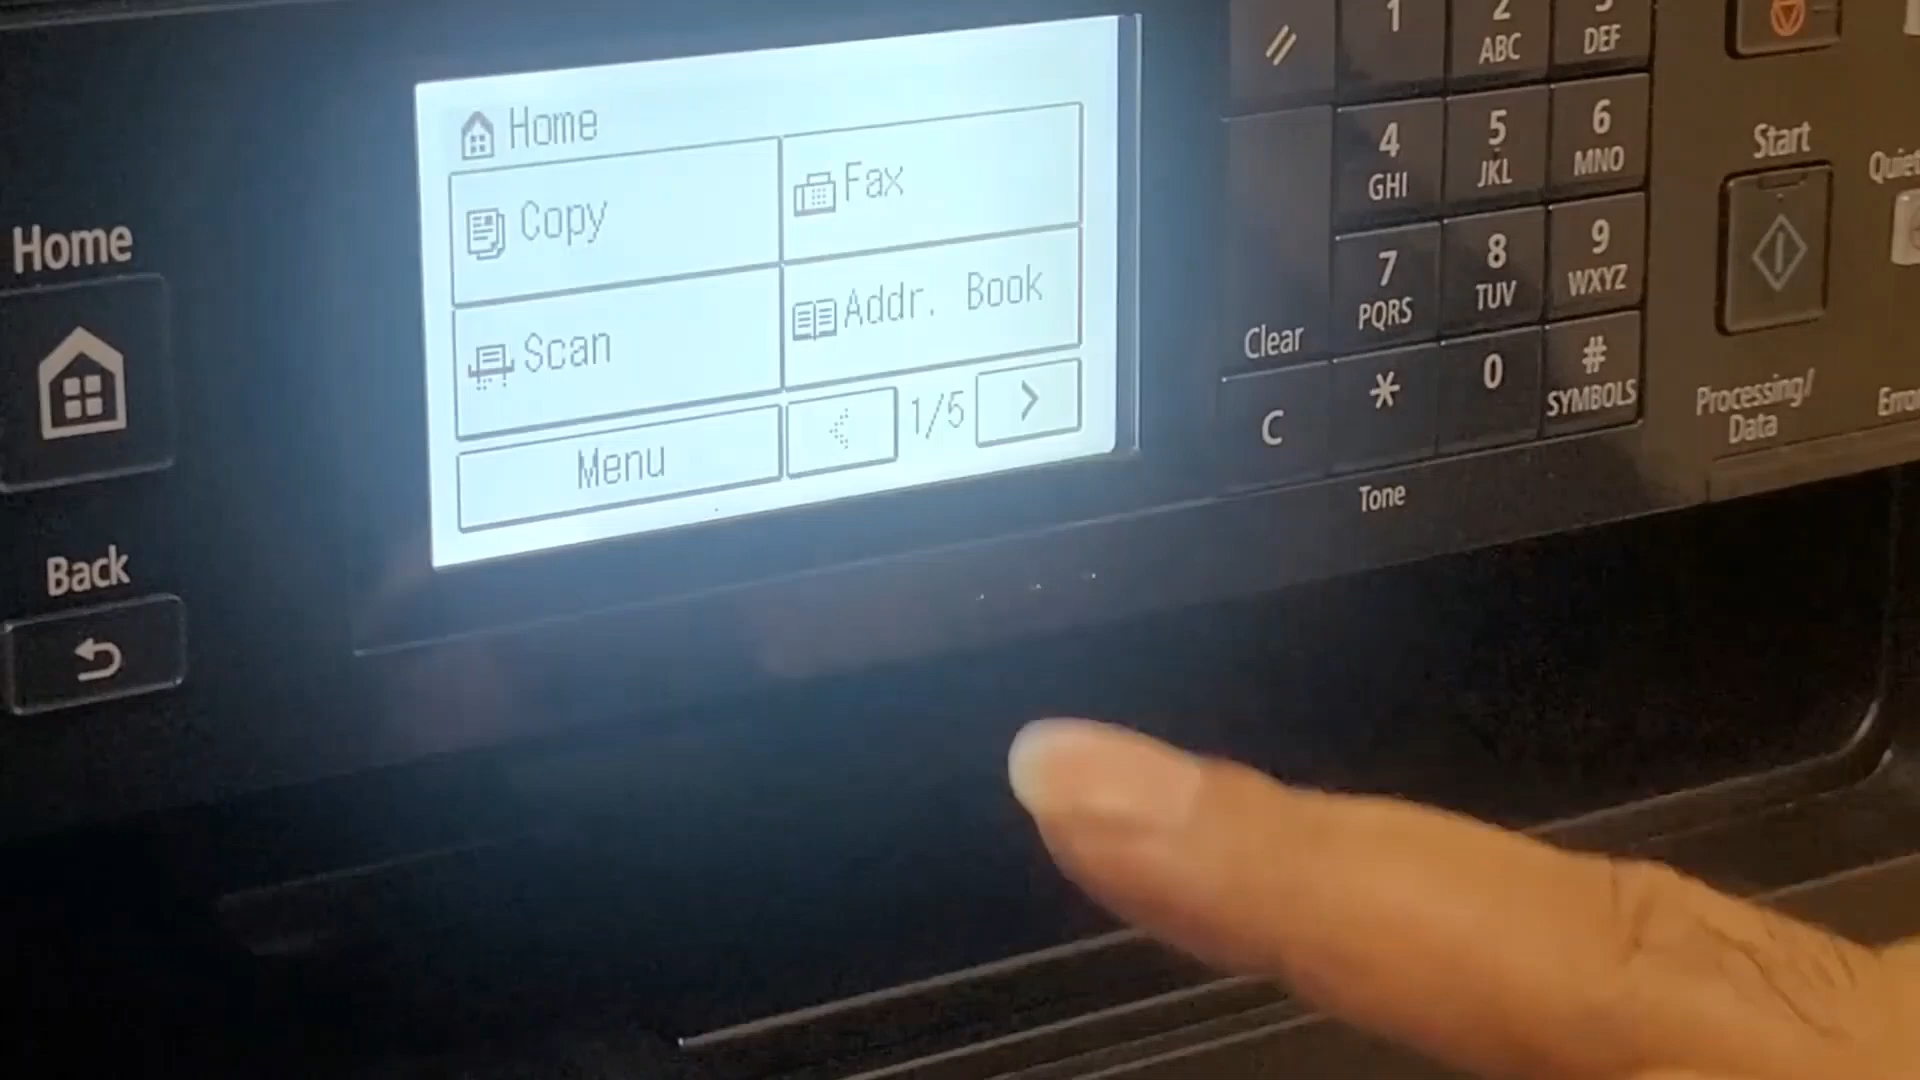 Home
Copy
Fax
Scan
Addr. Book
Menu
1/5
Home
Back
1
2
ABC
DEF
4
GHI
5
JKL
6
MNO
7
PQRS
8
TUV
9
WXYZ
*
0
#
SYMBOLS
Tone
Clear
C
Start
Processing/
Data